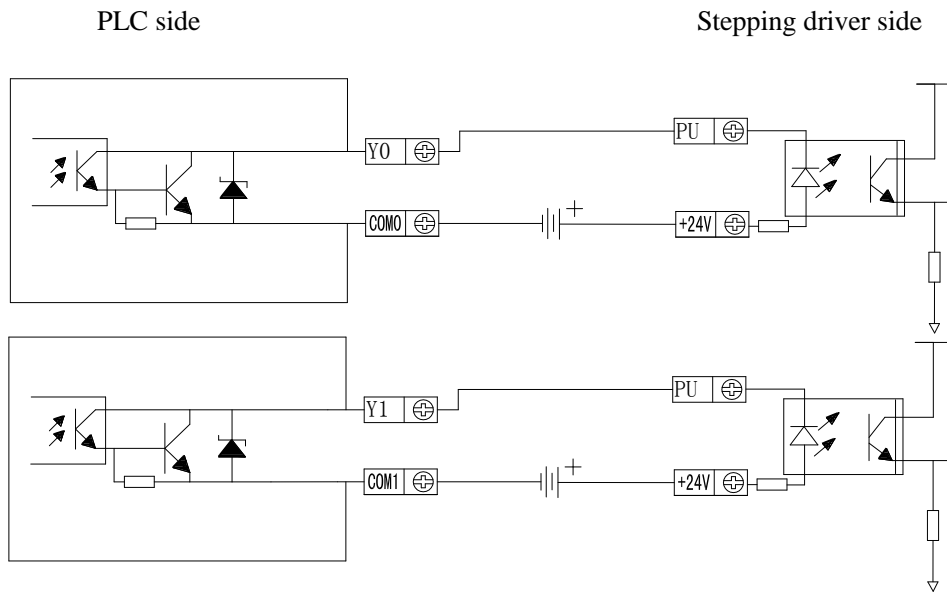 PLC side
Stepping driver side
Y0
PU
COM0
+
+24V
Y1
PU
COM1
+
+24V